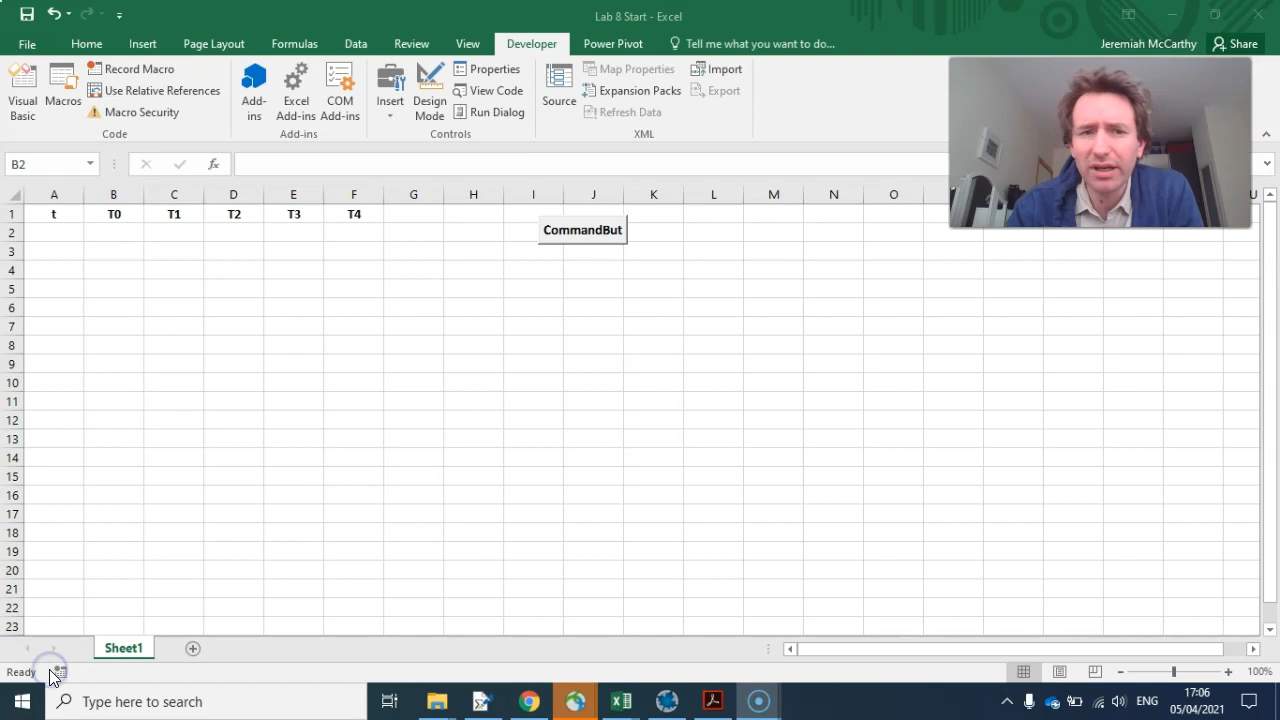 Lab 8 Start - Excel
File Home Insert Page Layout Formulas Data Review View Developer Power Pivot Tell me what you want to do... Jeremiah McCarthy Share
Visual Basic
Macros
Record Macro
Use Relative References
Macro Security
Code
Add-ins
Excel Add-ins
COM Add-ins
Add-ins
Insert
Design Mode
Properties
View Code
Run Dialog
Controls
Source
Map Properties
Expansion Packs
Refresh Data
Import
Export
XML
B2 fx
A B C D E F G H I J K L M N O U
1 t T0 T1 T2 T3 T4
2 CommandBut
3
4
5
6
7
8
9
10
11
12
13
14
15
16
17
18
19
20
21
22
23
Sheet1
Ready 100%
Type here to search ENG 17:06
05/04/2021